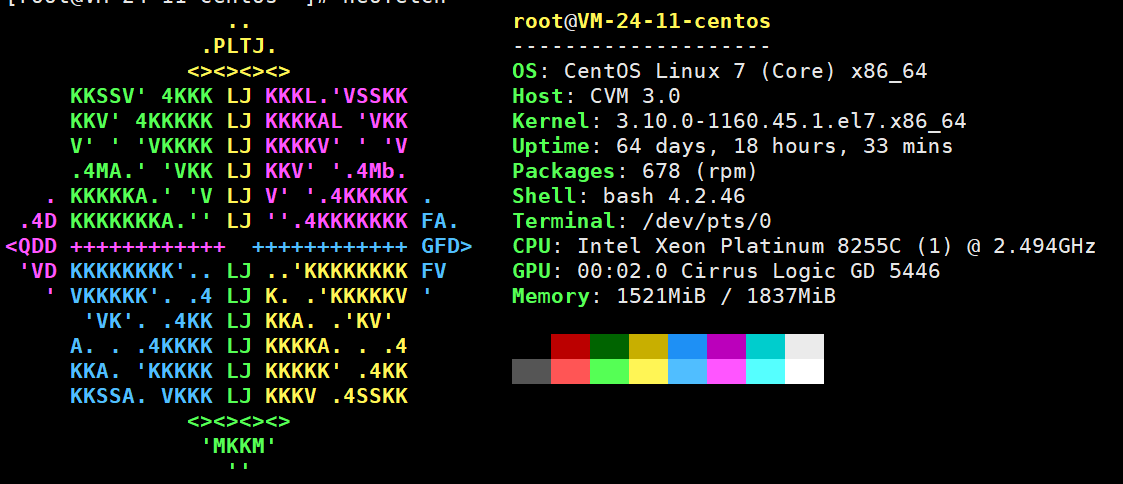 [root@VM-24-11-centos ~]# neofetch
..
.PLTJ.
<><><><>
KKSSV' 4KKK LJ KKKL.'VSSKK
KKV' 4KKKKK LJ KKKKAL 'VKK
V' ' 'VKKKK LJ KKKKV' ' 'V
.4MA.' 'VKK LJ KKV' '.4Mb.
. KKKKKA.' 'V LJ V' '.4KKKKK .
.4D KKKKKKKA.'' LJ ''.4KKKKKKK FA.
<QDD ++++++++++++  ++++++++++++ GFD>
'VD KKKKKKKK'.. LJ ..'KKKKKKKK FV
' VKKKKK'. .4 LJ K. .'KKKKKV '
'VK'. .4KK LJ KKA. .'KV'
A. . .4KKKK LJ KKKKA. . .4
KKA. 'KKKKK LJ KKKKK' .4KK
KKSSA. VKKK LJ KKKV .4SSKK
<><><><>
'MKKM'
''
root@VM-24-11-centos
--------------------
OS: CentOS Linux 7 (Core) x86_64
Host: CVM 3.0
Kernel: 3.10.0-1160.45.1.el7.x86_64
Uptime: 64 days, 18 hours, 33 mins
Packages: 678 (rpm)
Shell: bash 4.2.46
Terminal: /dev/pts/0
CPU: Intel Xeon Platinum 8255C (1) @ 2.494GHz
GPU: 00:02.0 Cirrus Logic GD 5446
Memory: 1521MiB / 1837MiB